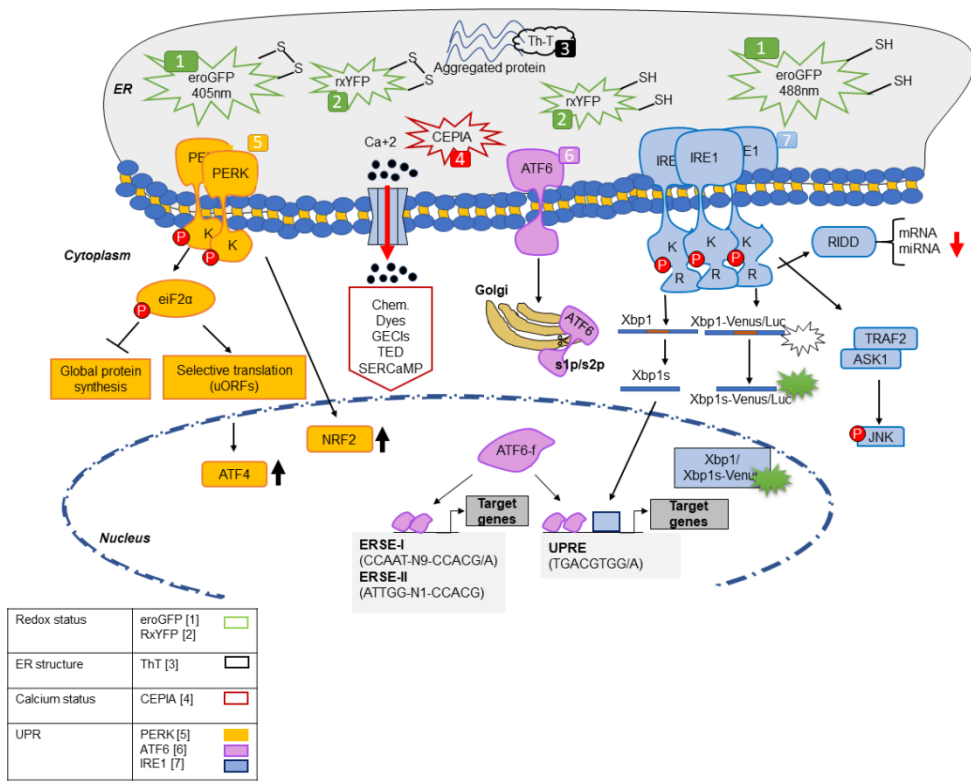 1
eroGFP
405nm
S
S
rxYFP
2
S
S
Th-T
3
Aggregated protein
rxYFP
2
SH
SH
1
eroGFP
488nm
SH
SH
ER
PERK
5
K
K
P
P
Ca+2
CEPIA
4
ATF6
6
IRE1
7
K
K
K
R
R
R
P
P
P
RIDD
mRNA
miRNA
Cytoplasm
eiF2α
P
Global protein
synthesis
Selective translation
(uORFs)
Chem.
Dyes
GECIs
TED
SERCaMP
Golgi
ATF6
s1p/s2p
Xbp1
Xbp1-Venus/Luc
Xbp1s
Xbp1s-Venus/Luc
TRAF2
ASK1
P
JNK
NRF2
ATF4
Nucleus
ATF6-f
Xbp1/
Xbp1s-Venus
Target
genes
Target
genes
ERSE-I
(CCAAT-N9-CCACG/A)
ERSE-II
(ATTGG-N1-CCACG)
UPRE
(TGACGTGG/A)
Redox status
eroGFP [1]
RxYFP [2]
ER structure
ThT [3]
Calcium status
CEPIA [4]
UPR
PERK [5]
ATF6 [6]
IRE1 [7]